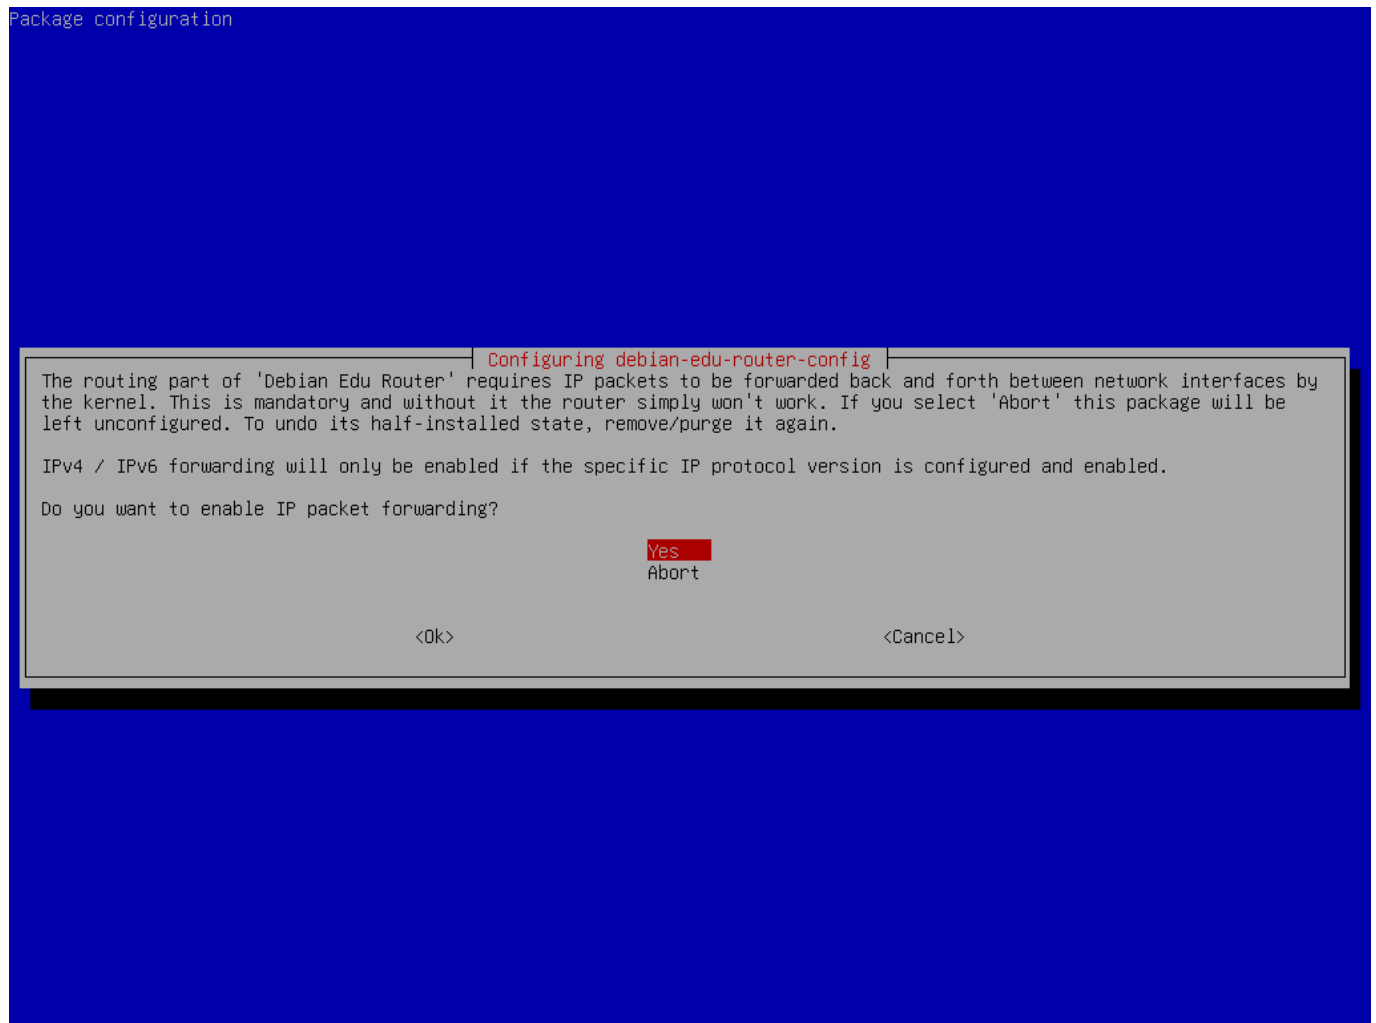 Package configuration
Configuring debian-edu-router-config
The routing part of 'Debian Edu Router' requires IP packets to be forwarded back and forth between network interfaces by
the kernel. This is mandatory and without it the router simply won't work. If you select 'Abort' this package will be
left unconfigured. To undo its half-installed state, remove/purge it again.
IPv4 / IPv6 forwarding will only be enabled if the specific IP protocol version is configured and enabled.
Do you want to enable IP packet forwarding?
Yes
Abort
<Ok> <Cancel>